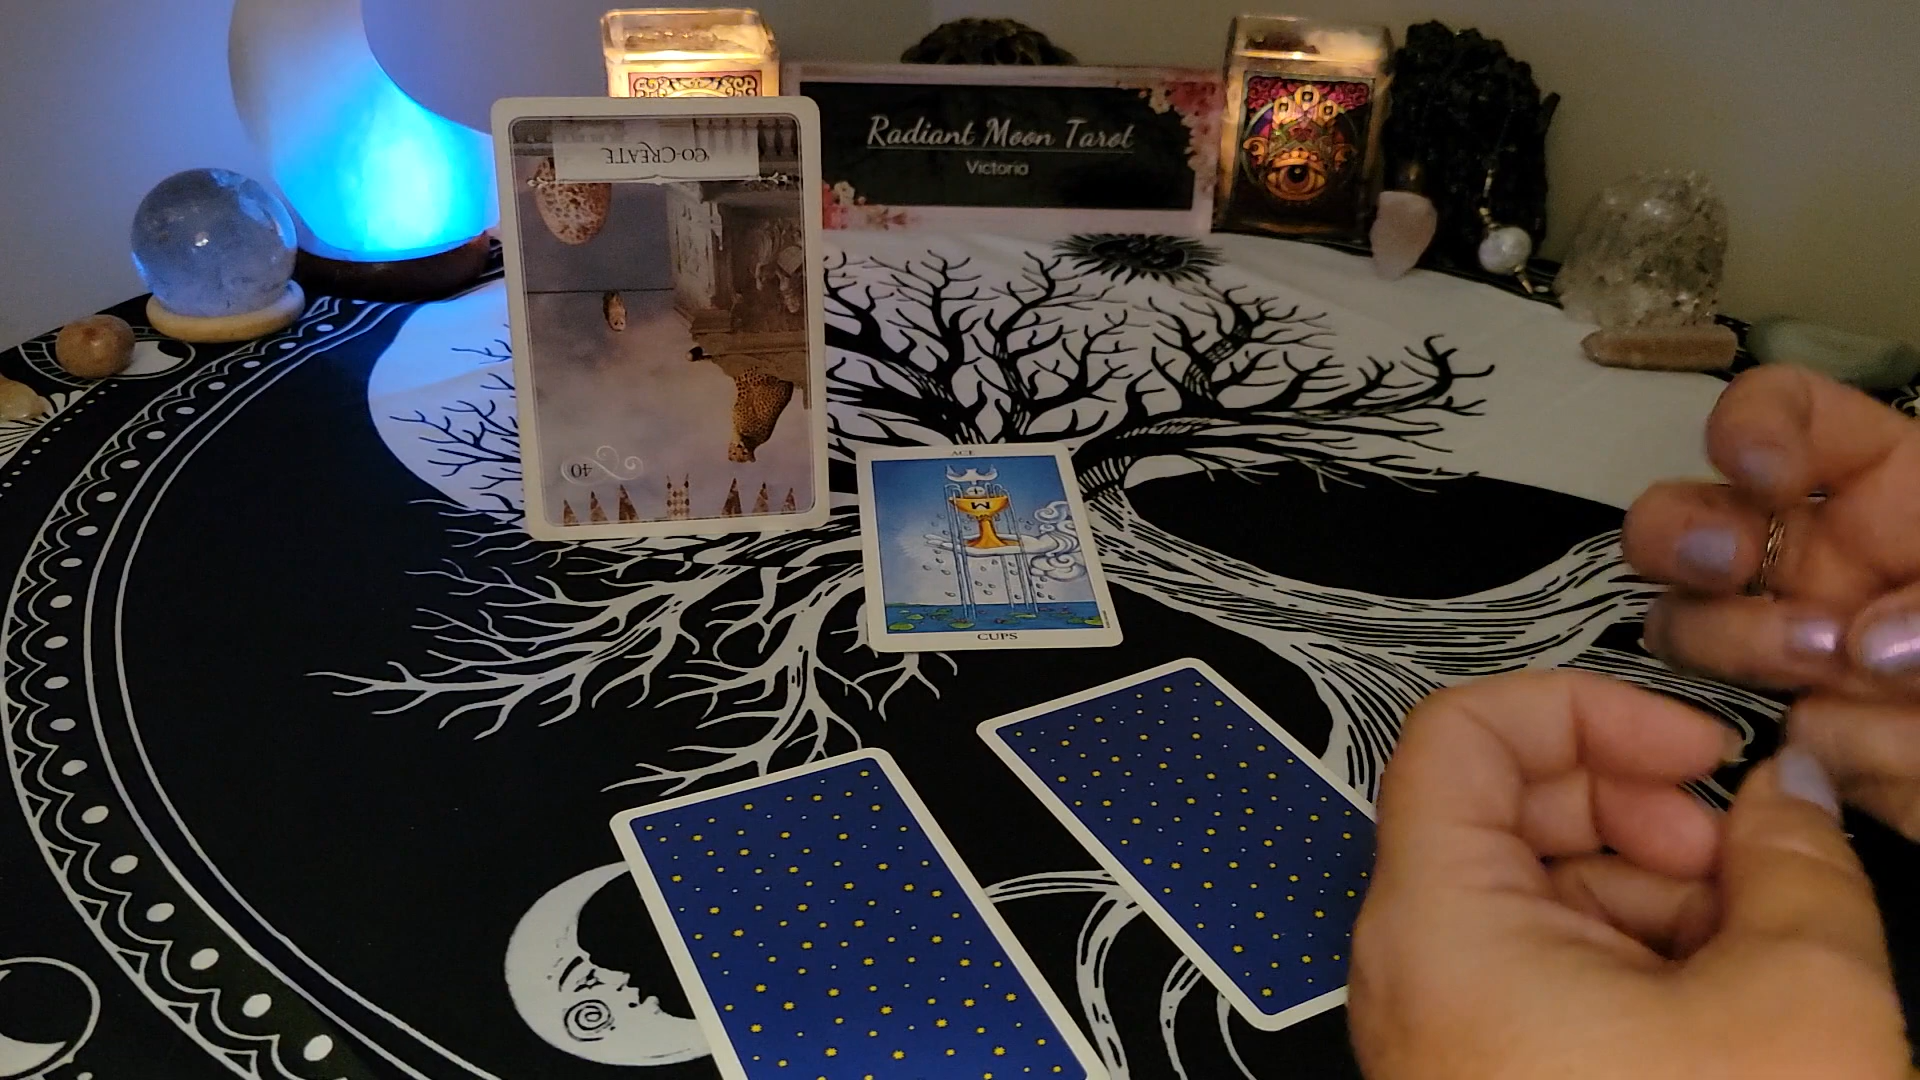 Radiant Moon Tarot
Victoria
CO-CREATE
40
ACE
W
CUPS